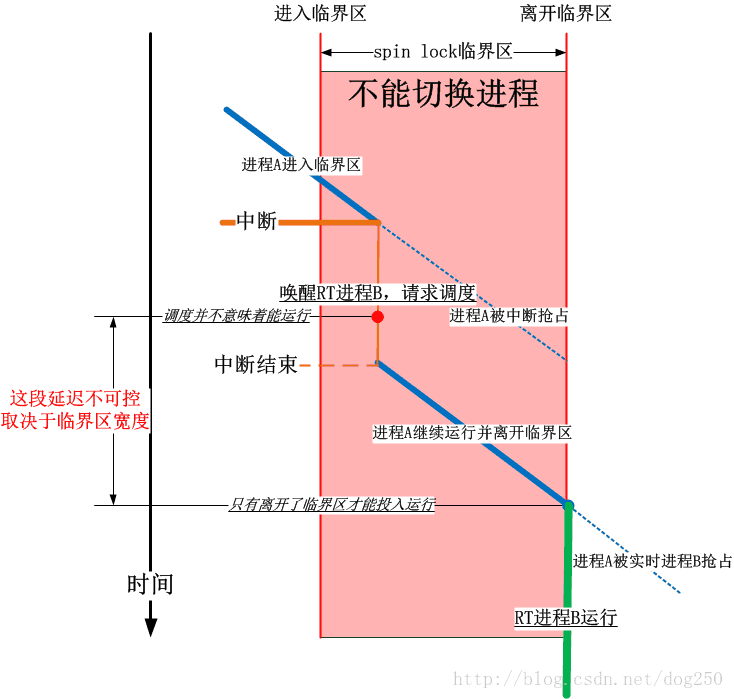 进入临界区
离开临界区
spin lock临界区
不能切换进程
进程A进入临界区
中断
唤醒RT进程B，请求调度
调度并不意味着能运行
进程A被中断抢占
中断结束
这段延迟不可控
取决于临界区宽度
进程A继续运行并离开临界区
只有离开了临界区才能投入运行
进程A被实时进程B抢占
时间
RT进程B运行
http://blog.csdn.net/dog250